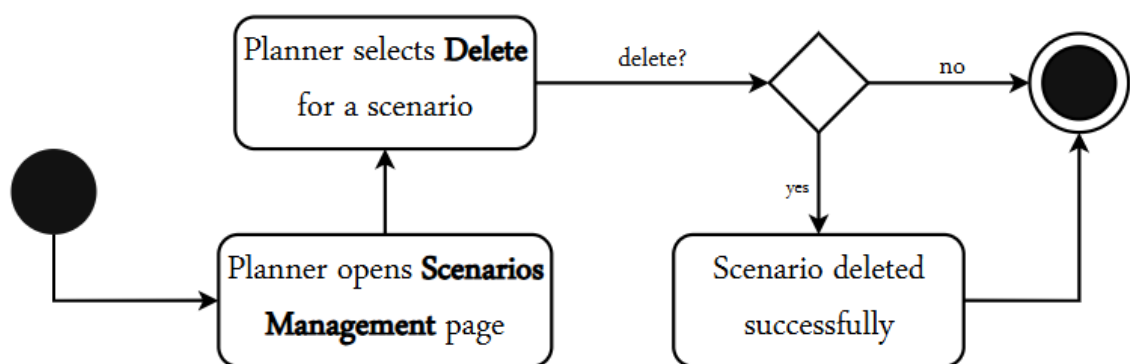 Planner selects Delete
for a scenario
delete?
no
yes
Planner opens Scenarios
Management page
Scenario deleted
successfully